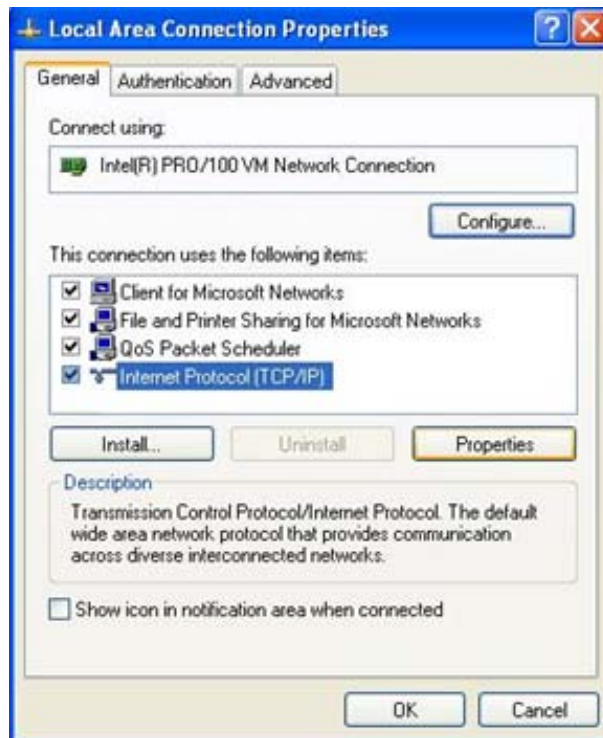 Local Area Connection Properties
General Authentication Advanced
Connect using:
Intel(R) PRO/100 VM Network Connection
Configure...
This connection uses the following items:
Client for Microsoft Networks
File and Printer Sharing for Microsoft Networks
QoS Packet Scheduler
Internet Protocol (TCP/IP)
Install... Uninstall Properties
Description
Transmission Control Protocol/Internet Protocol. The default
wide area network protocol that provides communication
across diverse interconnected networks.
Show icon in notification area when connected
OK Cancel